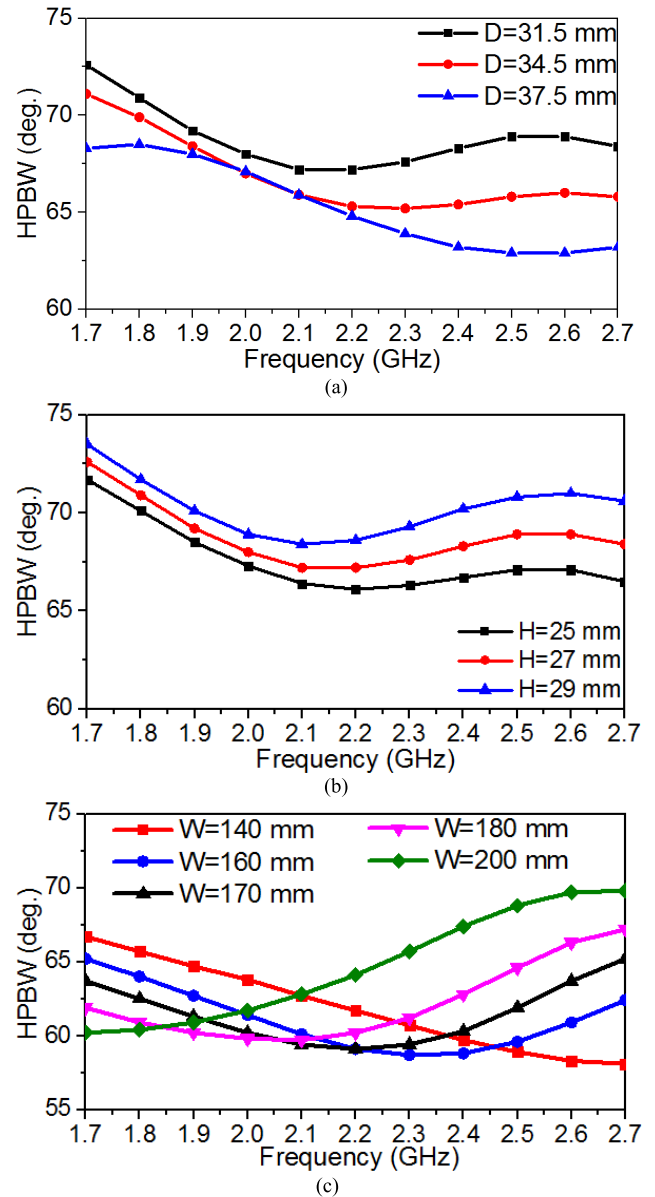 75
D=31.5 mm
D=34.5 mm
70
D=37.5 mm
HPBW (deg.)
65
60
1.7 1.8 1.9 2.0 2.1 2.2 2.3 2.4 2.5 2.6 2.7
Frequency (GHz)
(a)
75
70
HPBW (deg.)
65
H=25 mm
H=27 mm
H=29 mm
60
1.7 1.8 1.9 2.0 2.1 2.2 2.3 2.4 2.5 2.6 2.7
Frequency (GHz)
(b)
75
W=140 mm W=180 mm
W=160 mm W=200 mm
W=170 mm
70
HPBW (deg.)
65
60
55
1.7 1.8 1.9 2.0 2.1 2.2 2.3 2.4 2.5 2.6 2.7
Frequency (GHz)
(c)